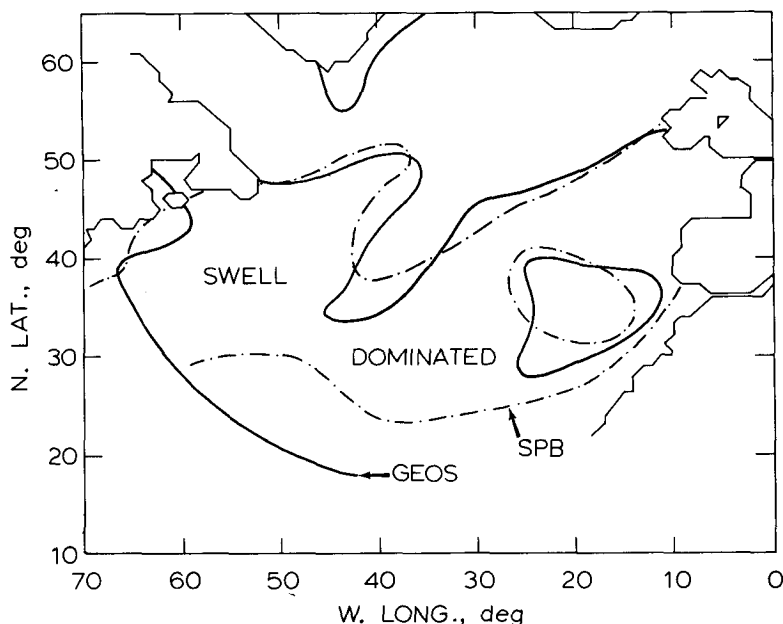 60
50
40
30
20
10
N. LAT., deg
SWELL
DOMINATED
SPB
GEOS
70 60 50 40 30 20 10 0
W. LONG., deg